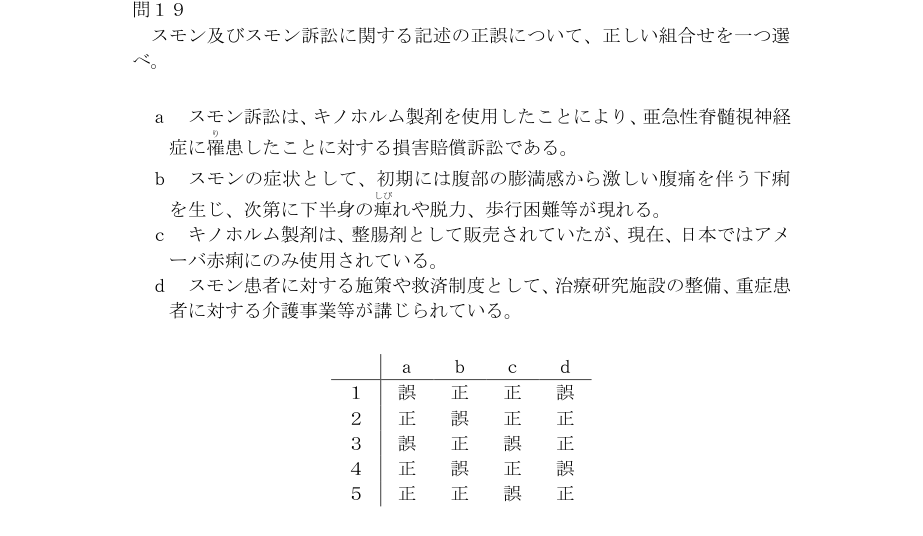 問１９
スモン及びスモン訴訟に関する記述の正誤について、正しい組合せを一つ選
べ。
a　スモン訴訟は、キノホルム製剤を使用したことにより、亜急性脊髄視神経
り
症に罹患したことに対する損害賠償訴訟である。
b　スモンの症状として、初期には腹部の膨満感から激しい腹痛を伴う下痢
しび
を生じ、次第に下半身の痺れや脱力、歩行困難等が現れる。
c　キノホルム製剤は、整腸剤として販売されていたが、現在、日本ではアメ
ーバ赤痢にのみ使用されている。
d　スモン患者に対する施策や救済制度として、治療研究施設の整備、重症患
者に対する介護事業等が講じられている。
a b c d
1 誤 正 正 誤
2 正 誤 正 正
3 誤 正 誤 正
4 正 誤 正 誤
5 正 正 誤 正